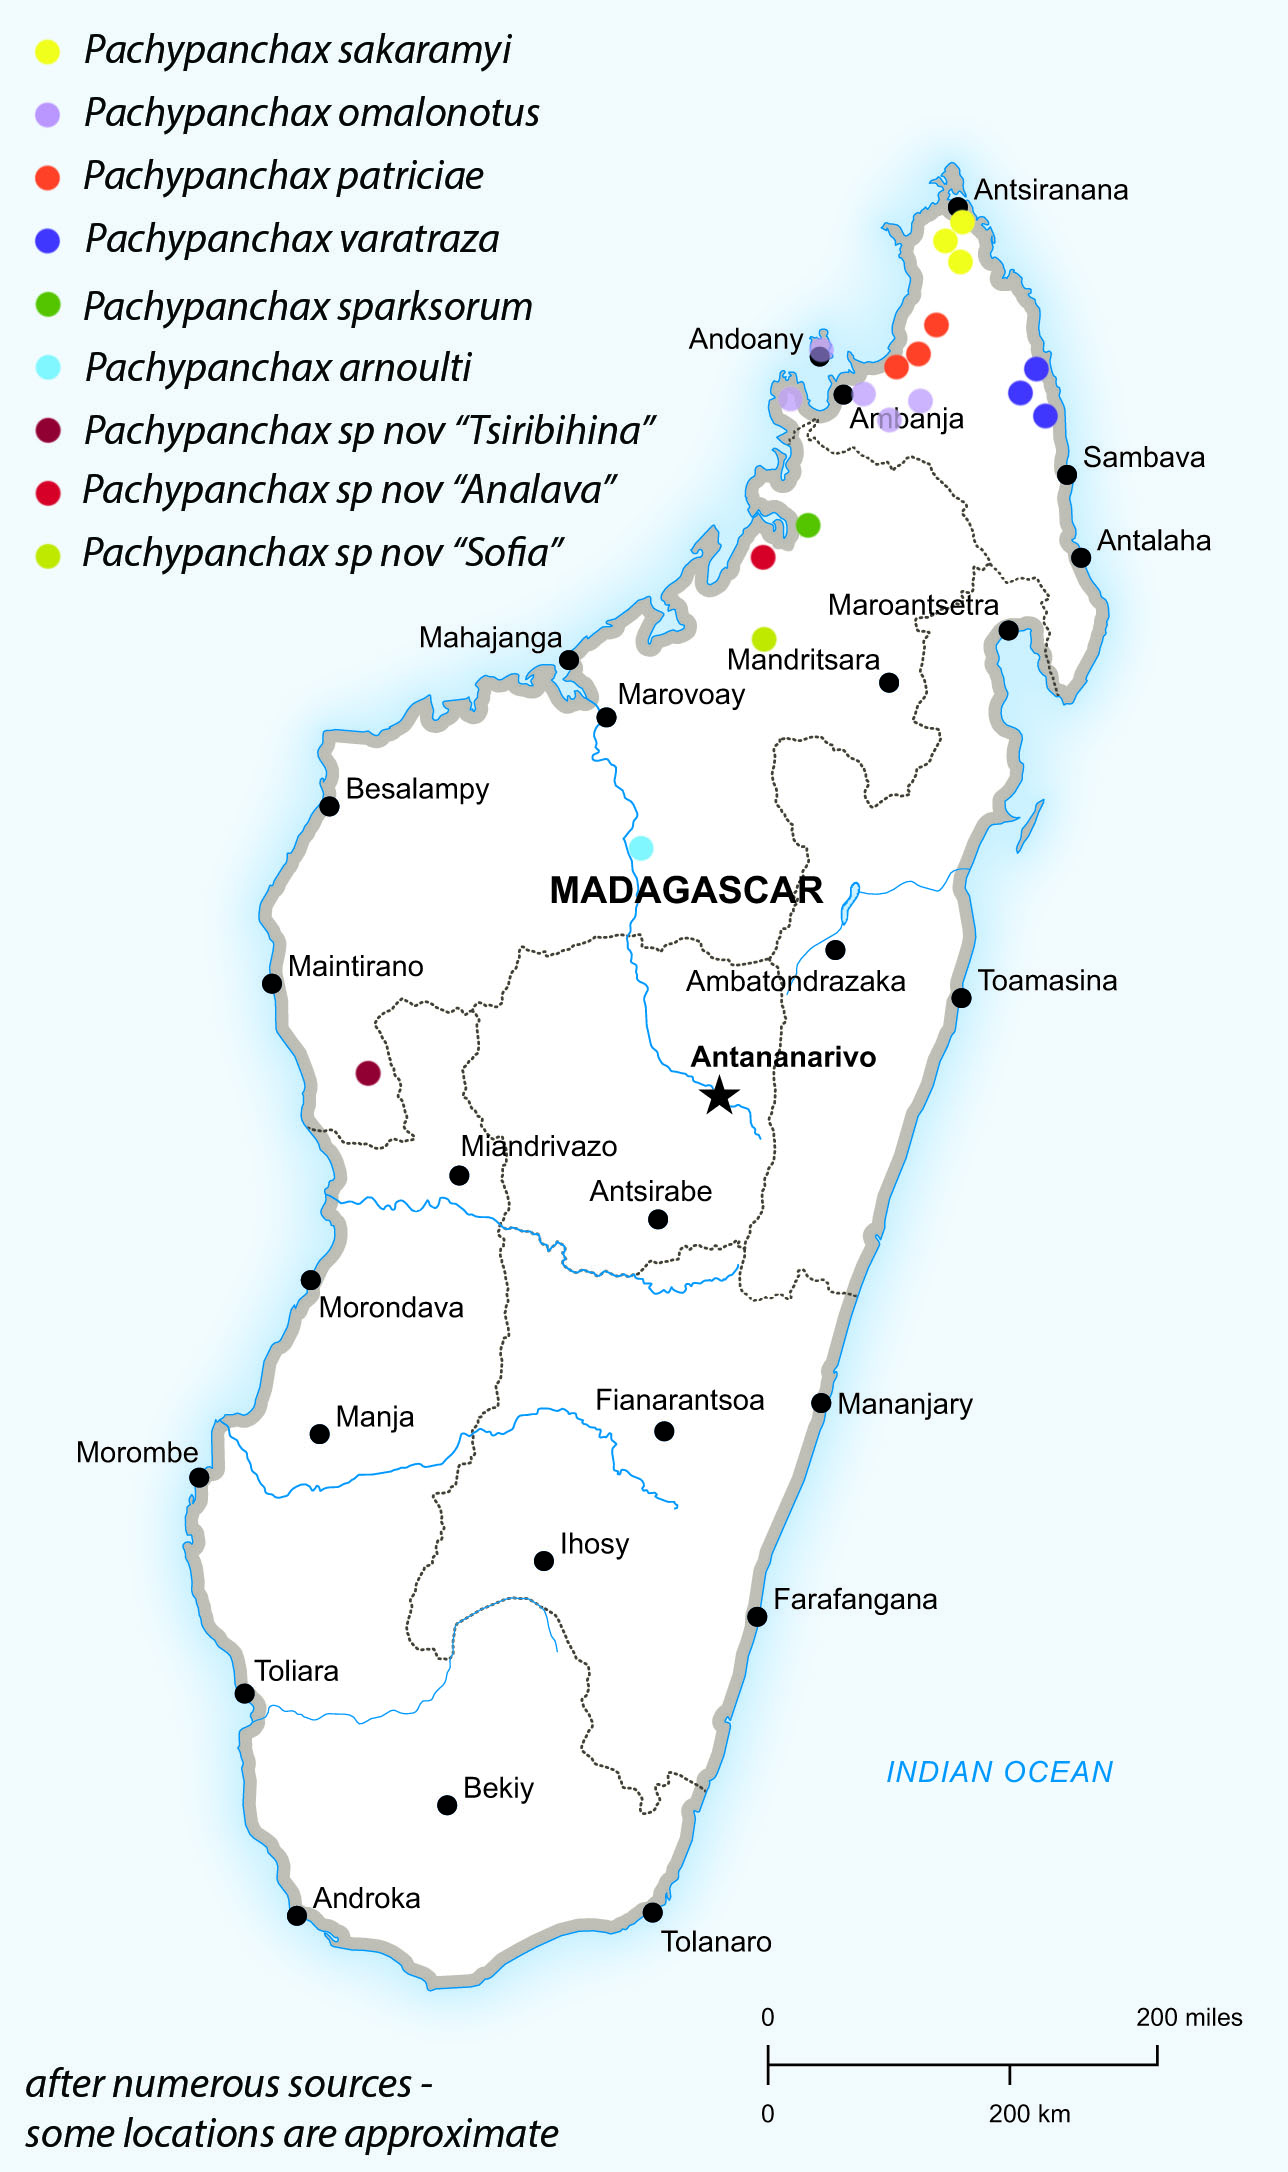 Pachypanchax sakaramyi
Pachypanchax omalonotus
Pachypanchax patriciae
Pachypanchax varatraza
Pachypanchax sparksorum
Pachypanchax arnoulti
Pachypanchax sp nov “Tsiribihina”
Pachypanchax sp nov “Analava”
Pachypanchax sp nov “Sofia”
Antsiranana
Andoany
Ambanja
Sambava
Antalaha
Maroantsetra
Mahajanga
Mandritsara
Marovoay
Besalampy
MADAGASCAR
Maintirano
Ambatondrazaka
Toamasina
Antananarivo
Miandrivazo
Antsirabe
Morondava
Fianarantsoa
Mananjary
Manja
Morombe
Ihosy
Farafangana
Toliara
INDIAN OCEAN
Bekiy
Androka
Tolanaro
0 200 miles
0 200 km
after numerous sources -
some locations are approximate